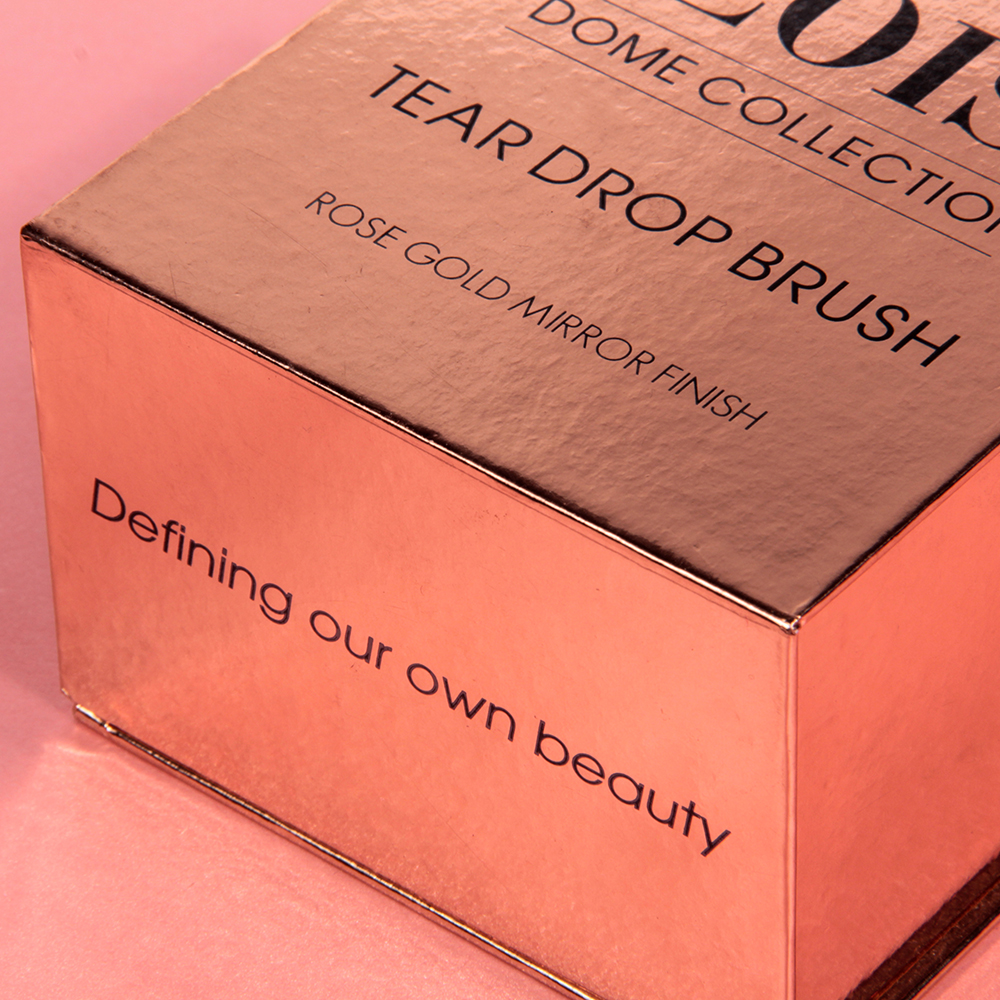 DOME COLLECTION
TEAR DROP BRUSH
ROSE GOLD MIRROR FINISH
Defining our own beauty